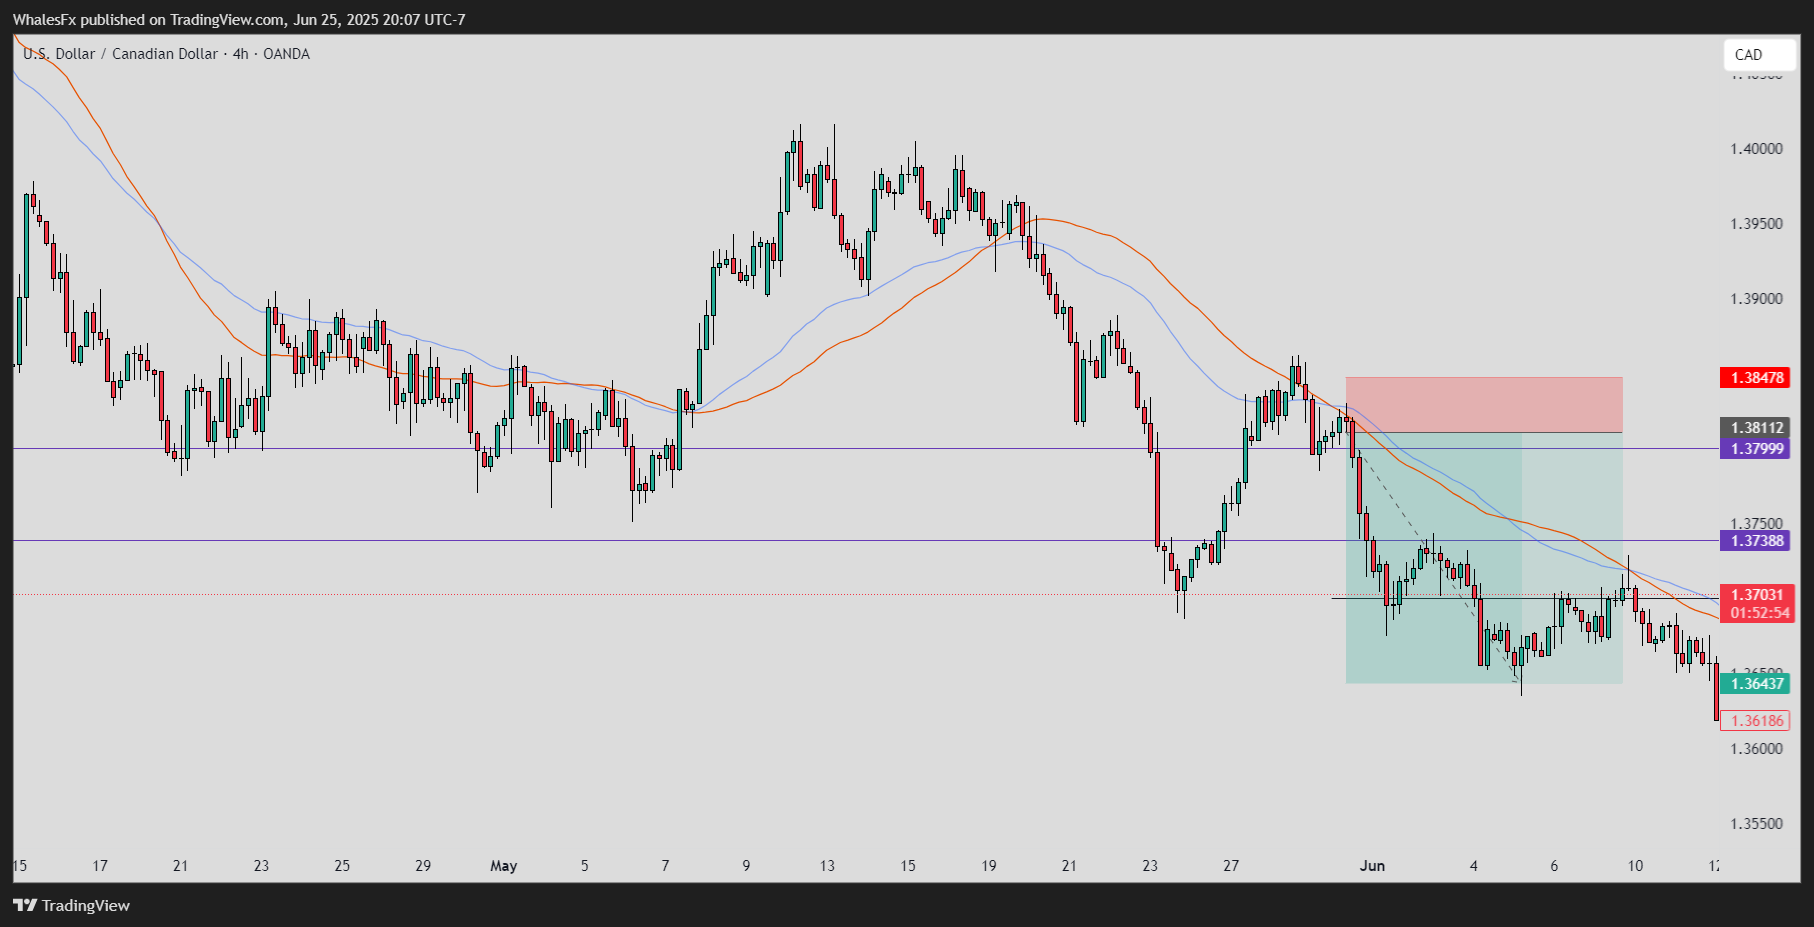 WhalesFx published on TradingView.com, Jun 25, 2025 20:07 UTC-7
U.S. Dollar / Canadian Dollar · 4h · OANDA
CAD
1.40000
1.39500
1.39000
1.38478
1.38112
1.37999
1.37500
1.37388
1.37031
01:52:54
1.36437
1.36186
1.36000
1.35500
15 17 21 23 25 29 May 5 7 9 13 15 19 21 23 27 Jun 4 6 10
TradingView